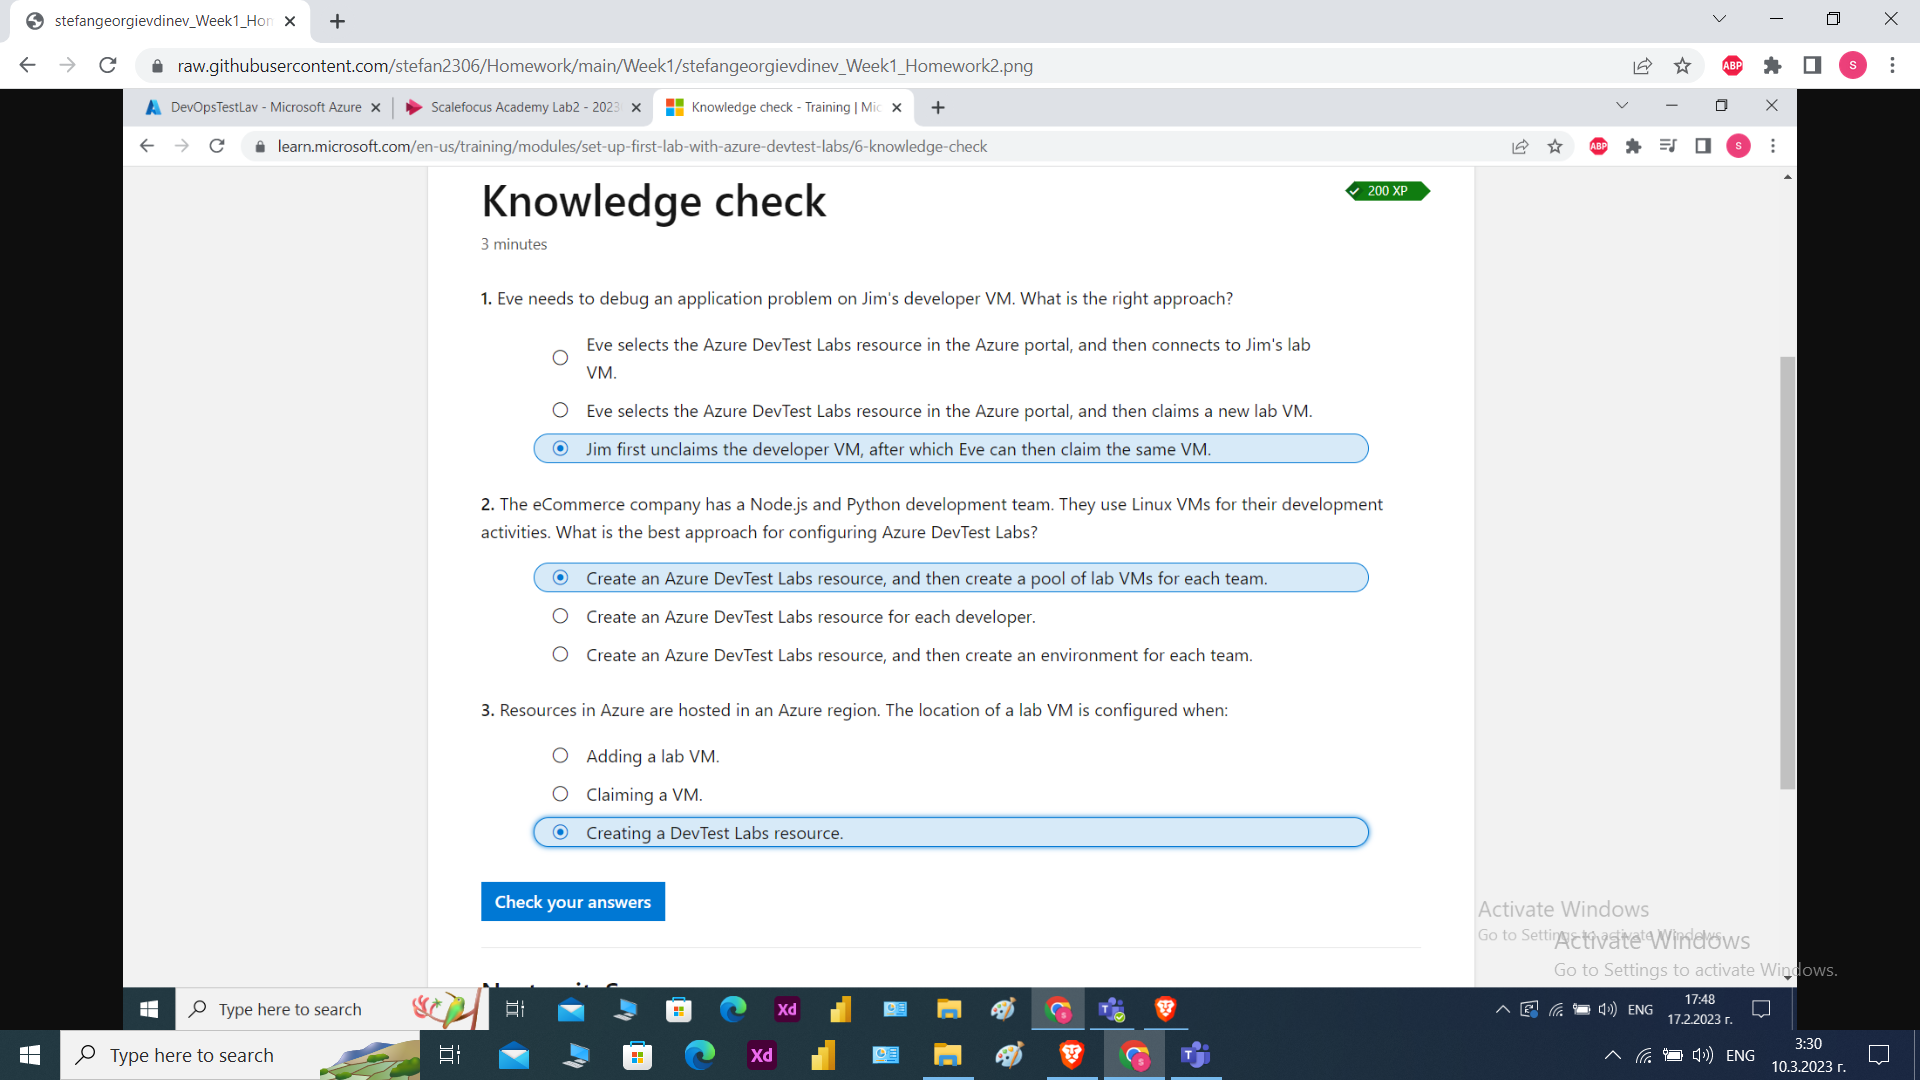 stefangeorgievdinev_Week1_Hon
raw.githubusercontent.com/stefan2306/Homework/main/Week1/stefangeorgievdinev_Week1_Homework2.png
ABP
S
DevOpsTestLav - Microsoft Azure
Scalefocus Academy Lab2 - 2023
Knowledge check - Training | Mic
learn.microsoft.com/en-us/training/modules/set-up-first-lab-with-azure-devtest-labs/6-knowledge-check
ABP
S
Knowledge check
200 XP
3 minutes
1. Eve needs to debug an application problem on Jim's developer VM. What is the right approach?
Eve selects the Azure DevTest Labs resource in the Azure portal, and then connects to Jim's lab
VM.
Eve selects the Azure DevTest Labs resource in the Azure portal, and then claims a new lab VM.
Jim first unclaims the developer VM, after which Eve can then claim the same VM.
2. The eCommerce company has a Node.js and Python development team. They use Linux VMs for their development
activities. What is the best approach for configuring Azure DevTest Labs?
Create an Azure DevTest Labs resource, and then create a pool of lab VMs for each team.
Create an Azure DevTest Labs resource for each developer.
Create an Azure DevTest Labs resource, and then create an environment for each team.
3. Resources in Azure are hosted in an Azure region. The location of a lab VM is configured when:
Adding a lab VM.
Claiming a VM.
Creating a DevTest Labs resource.
Check your answers
Activate Windows
Go to Settings to activate Windows.
Activate Windows
Go to Settings to activate Windows.
Type here to search
Xd
ENG
17:48
17.2.2023 г.
Type here to search
Xd
ENG
3:30
10.3.2023 г.